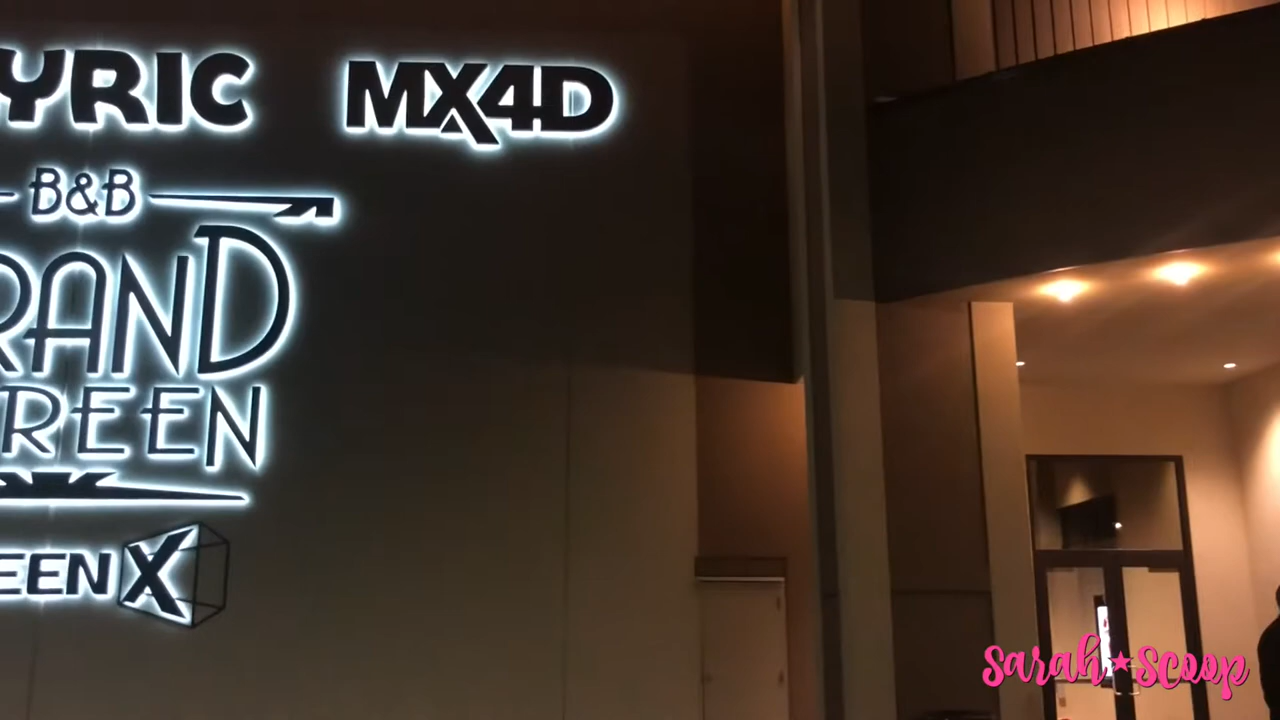 YRIC MX4D
B&B
RAND
REEN
EEN X
sarah★scoop